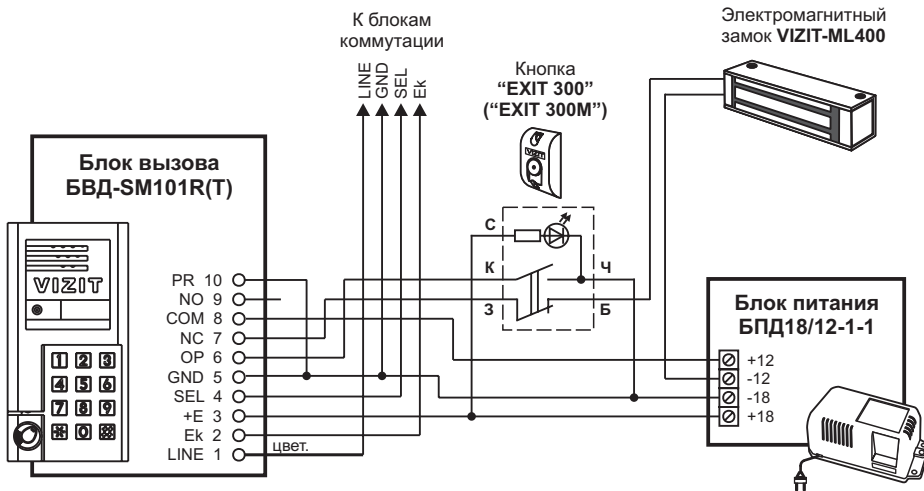 К блокам
коммутации
LINE
GND
SEL
Ek
Кнопка
“EXIT 300”
(“EXIT 300M”)
VIZIT
Электромагнитный
замок VIZIT-ML400
Блок вызова
БВД-SM101R(T)
VIZIT
1 2 3
4 5 6
7 8 9
* 0
PR 10
NO 9
COM 8
NC 7
OP 6
GND 5
SEL 4
+E 3
Ek 2
LINE 1
цвет.
С
К
З
Ч
Б
Блок питания
БПД18/12-1-1
+12
-12
-18
+18